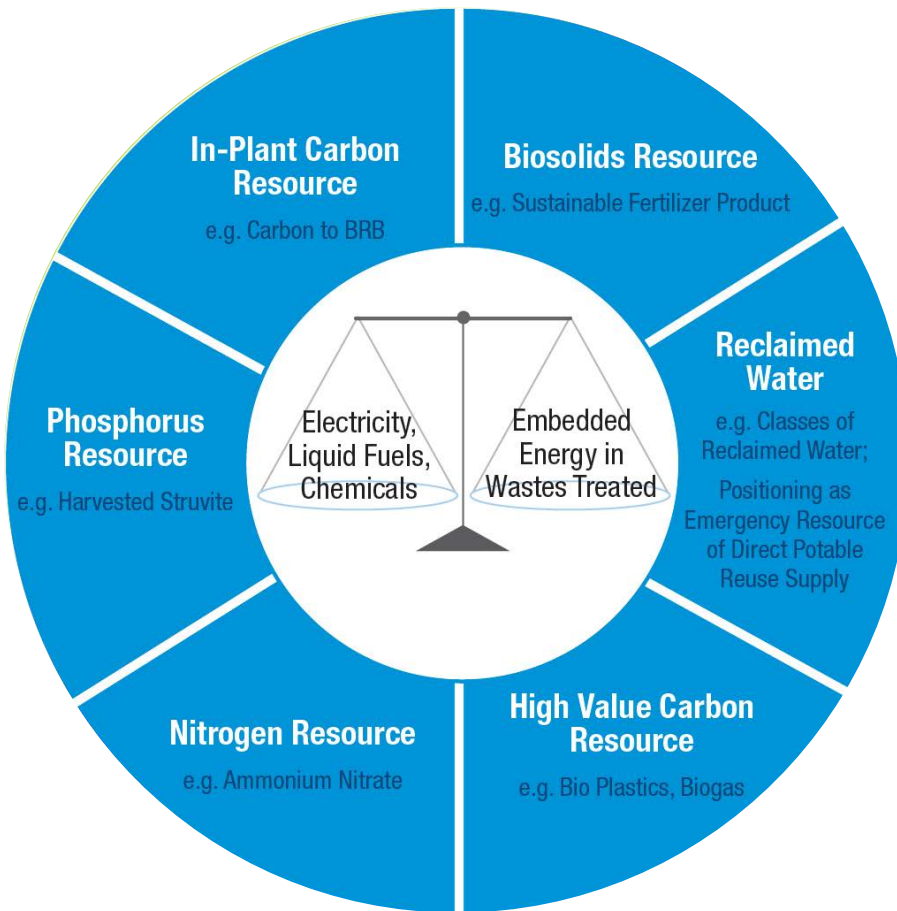 In-Plant Carbon
Resource
e.g. Carbon to BRB
Biosolids Resource
e.g. Sustainable Fertilizer Product
Reclaimed
Water
e.g. Classes of
Reclaimed Water;
Positioning as
Emergency Resource
of Direct Potable
Reuse Supply
High Value Carbon
Resource
e.g. Bio Plastics, Biogas
Nitrogen Resource
e.g. Ammonium Nitrate
Phosphorus
Resource
e.g. Harvested Struvite
Electricity,
Liquid Fuels,
Chemicals
Embedded
Energy in
Wastes Treated